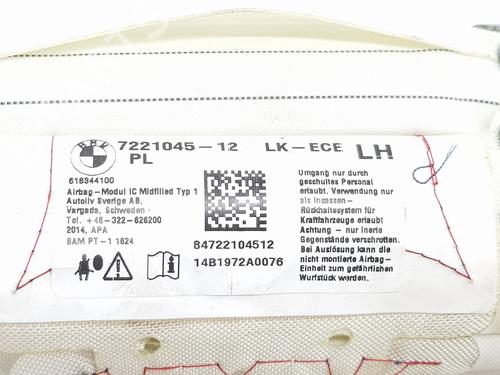 BMW
7221045-12 LK-ECE LH
PL
618344100
Airbag-Modul IC Midfilled Typ 1
Autoliv Sverige AB,
Vargada, Schweden
Tel. +46-322-626200
2014, APA
BAM PT-1 1624
84722104512
14B1972A0076
Umgang nur durch
geschultes Personal
erlaubt. Verwendung nur
als Insassen-
Rückhaltesystem für
Kraftfahrzeuge erlaubt
Achtung - nur inerte
Gegenstände verschrotten.
Bei Auslösung kann die
nicht montierte Airbag-
Einheit zum gefährlichen
Wurfstück werden.